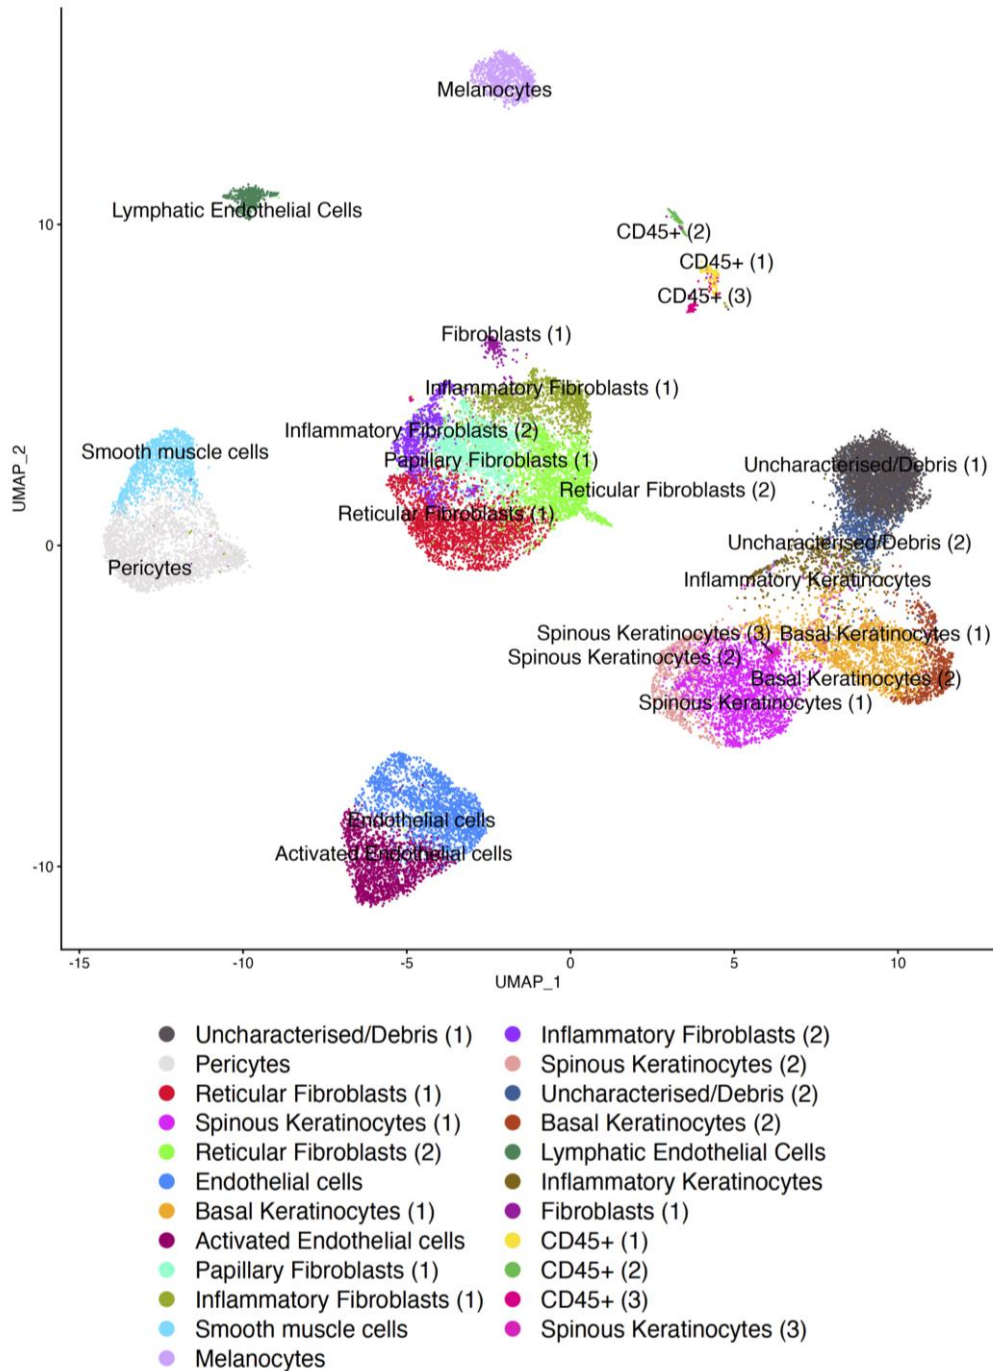 Melanocytes
Lymphatic Endothelial Cells
10
CD45+ (2)
CD45+ (1)
CD45+ (3)
Fibroblasts (1)
Inflammatory Fibroblasts (1)
Inflammatory Fibroblasts (2)
Smooth muscle cells
Papillary Fibroblasts (1)
Uncharacterised/Debris (1)
UMAP_2
Reticular Fibroblasts (2)
Reticular Fibroblasts (1)
0
Uncharacterised/Debris (2)
Pericytes
Inflammatory Keratinocytes
Spinous Keratinocytes (3)
Basal Keratinocytes (1)
Spinous Keratinocytes (2)
Basal Keratinocytes (2)
Spinous Keratinocytes (1)
Endothelial cells
Activated Endothelial cells
-10
-15 -10 -5 0 5 10
UMAP_1
Uncharacterised/Debris (1)
Pericytes
Reticular Fibroblasts (1)
Spinous Keratinocytes (1)
Reticular Fibroblasts (2)
Endothelial cells
Basal Keratinocytes (1)
Activated Endothelial cells
Papillary Fibroblasts (1)
Inflammatory Fibroblasts (1)
Smooth muscle cells
Melanocytes
Inflammatory Fibroblasts (2)
Spinous Keratinocytes (2)
Uncharacterised/Debris (2)
Basal Keratinocytes (2)
Lymphatic Endothelial Cells
Inflammatory Keratinocytes
Fibroblasts (1)
CD45+ (1)
CD45+ (2)
CD45+ (3)
Spinous Keratinocytes (3)